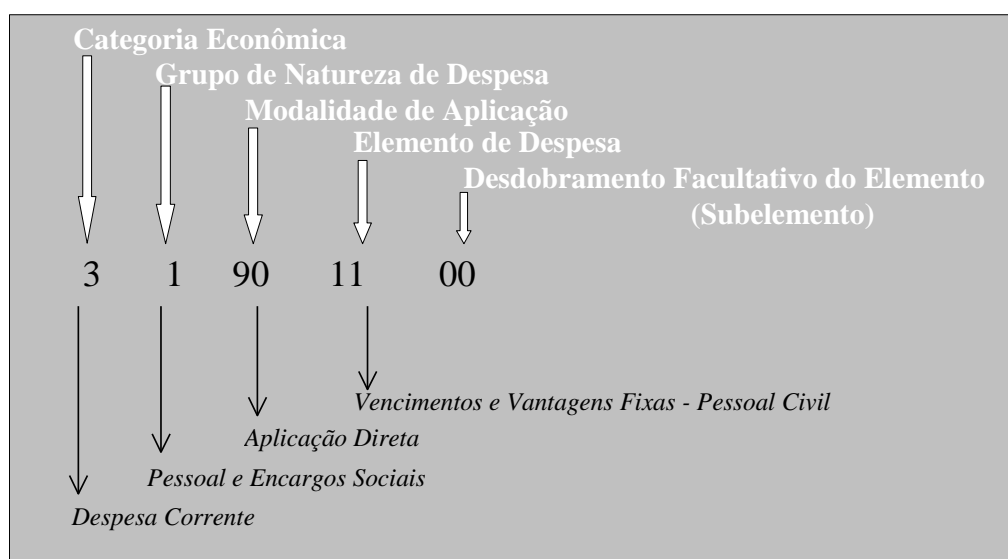 Categoria Econômica
Grupo de Natureza de Despesa
Modalidade de Aplicação
Elemento de Despesa
Desdobramento Facultativo do Elemento
(Subelemento)
3 1 90 11 00
Vencimentos e Vantagens Fixas - Pessoal Civil
Aplicação Direta
Pessoal e Encargos Sociais
Despesa Corrente